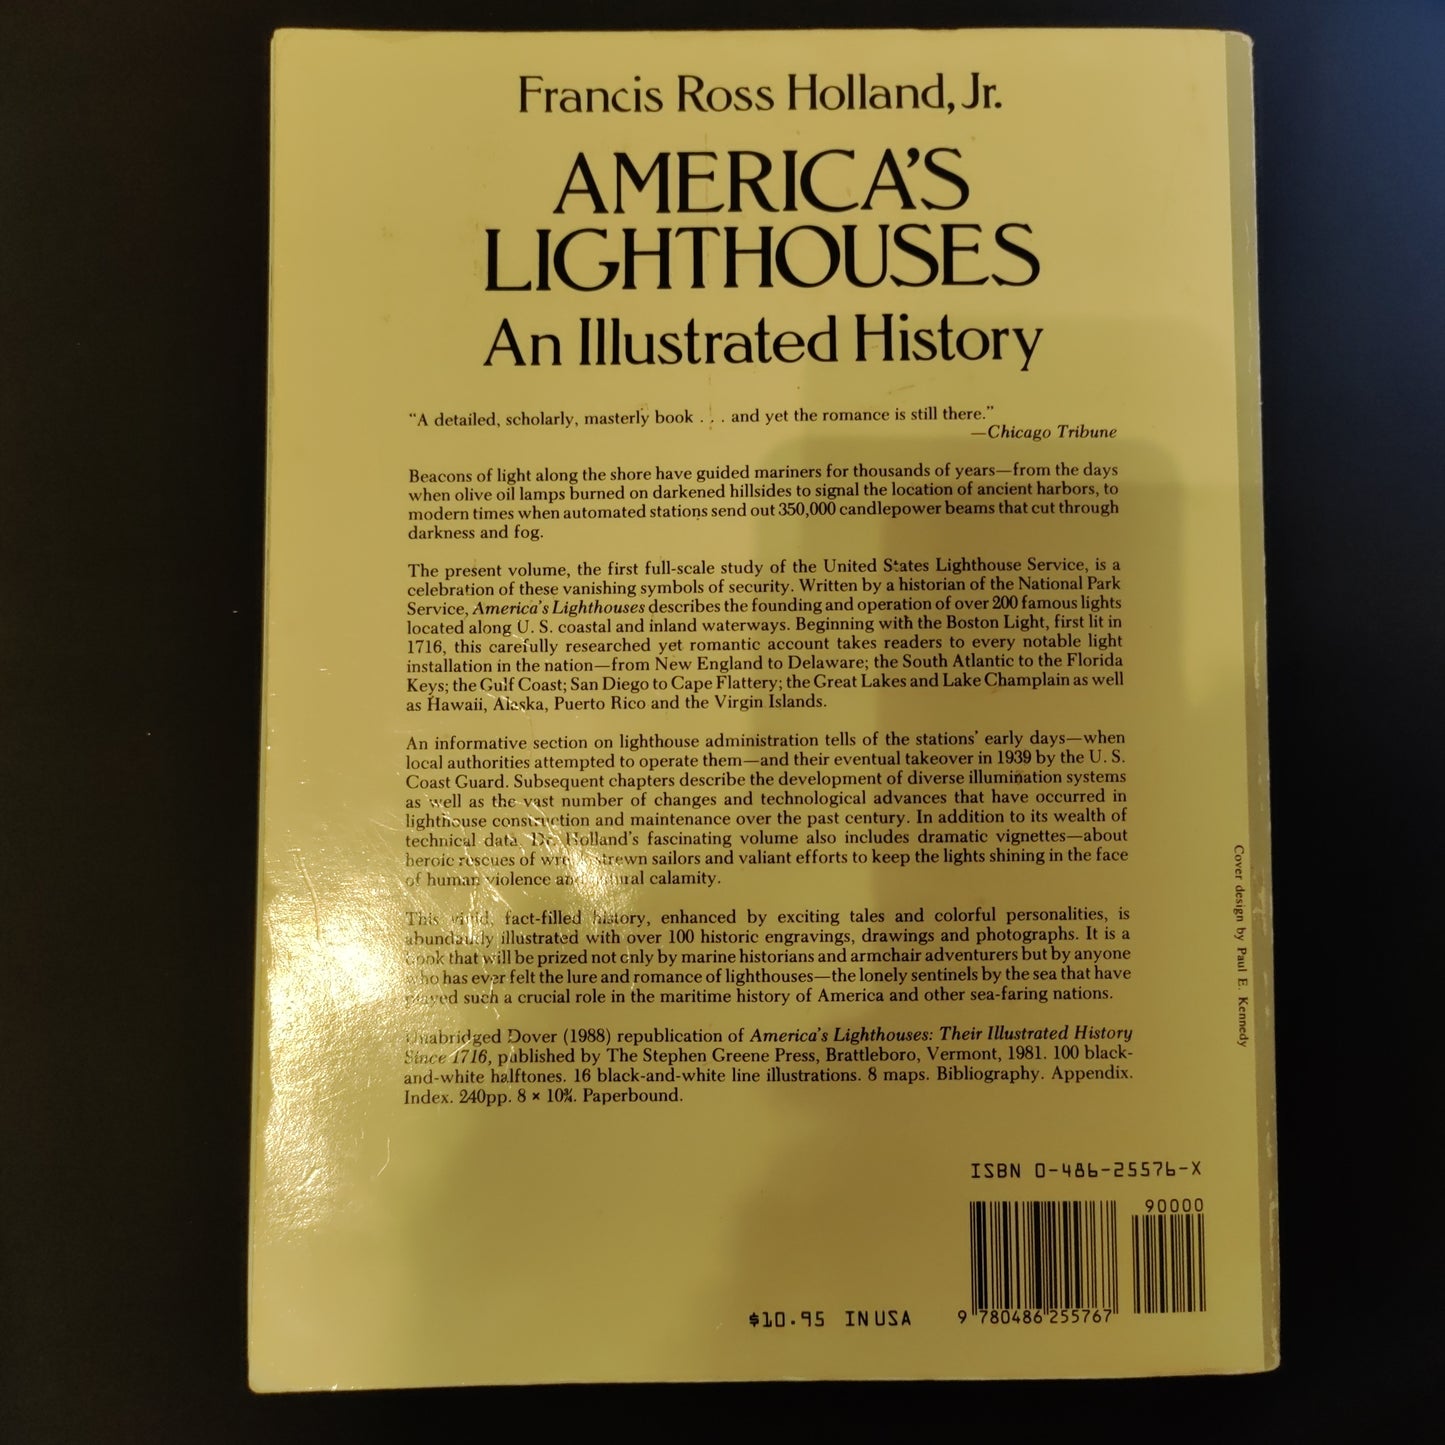 Francis Ross Holland, Jr.
AMERICA'S
LIGHTHOUSES
An Illustrated History
“A detailed, scholarly, masterly book . . . and yet the romance is still there.”
—Chicago Tribune
Beacons of light along the shore have guided mariners for thousands of years—from the days
when olive oil lamps burned on darkened hillsides to signal the location of ancient harbors, to
modern times when automated stations send out 350,000 candlepower beams that cut through
darkness and fog.
The present volume, the first full-scale study of the United States Lighthouse Service, is a
celebration of these vanishing symbols of security. Written by a historian of the National Park
Service, America's Lighthouses describes the founding and operation of over 200 famous lights
located along U. S. coastal and inland waterways. Beginning with the Boston Light, first lit in
1716, this carefully researched yet romantic account takes readers to every notable light
installation in the nation—from New England to Delaware; the South Atlantic to the Florida
Keys; the Gulf Coast; San Diego to Cape Flattery; the Great Lakes and Lake Champlain as well
as Hawaii, Alaska, Puerto Rico and the Virgin Islands.
An informative section on lighthouse administration tells of the stations' early days—when
local authorities attempted to operate them—and their eventual takeover in 1939 by the U. S.
Coast Guard. Subsequent chapters describe the development of diverse illumination systems
as well as the vast number of changes and technological advances that have occurred in
lighthouse construction and maintenance over the past century. In addition to its wealth of
technical data, Dr. Holland's fascinating volume also includes dramatic vignettes—about
heroic rescues of sailors and valiant efforts to keep the lights shining in the face
of human violence and natural calamity.
This vivid, fact-filled history, enhanced by exciting tales and colorful personalities, is
abundantly illustrated with over 100 historic engravings, drawings and photographs. It is a
book that will be prized not only by marine historians and armchair adventurers but by anyone
who has ever felt the lure and romance of lighthouses—the lonely sentinels by the sea that have
played such a crucial role in the maritime history of America and other sea-faring nations.
Unabridged Dover (1988) republication of America's Lighthouses: Their Illustrated History
Since 1716, published by The Stephen Greene Press, Brattleboro, Vermont, 1981. 100 black-
and-white halftones. 16 black-and-white line illustrations. 8 maps. Bibliography. Appendix.
Index. 240pp. 8 × 10¾. Paperbound.
Cover design by Paul E. Kennedy
ISBN 0-486-25576-X
90000
$10.95 IN USA
9 780486 255767